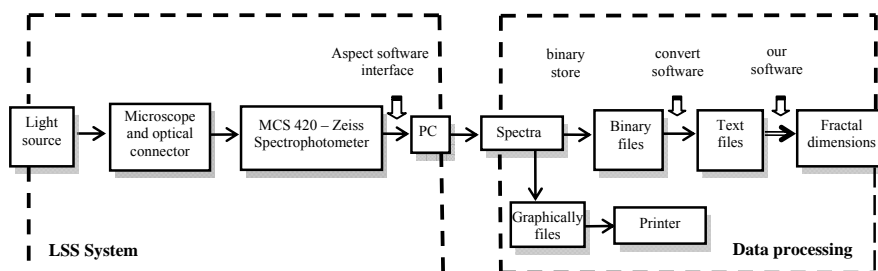 Aspect software
interface
binary
store
convert
software
our
software
Light
source
Microscope
and optical
connector
MCS 420 – Zeiss
Spectrophotometer
PC
Spectra
Binary
files
Text
files
Fractal
dimensions
Graphically
files
Printer
LSS System
Data processing